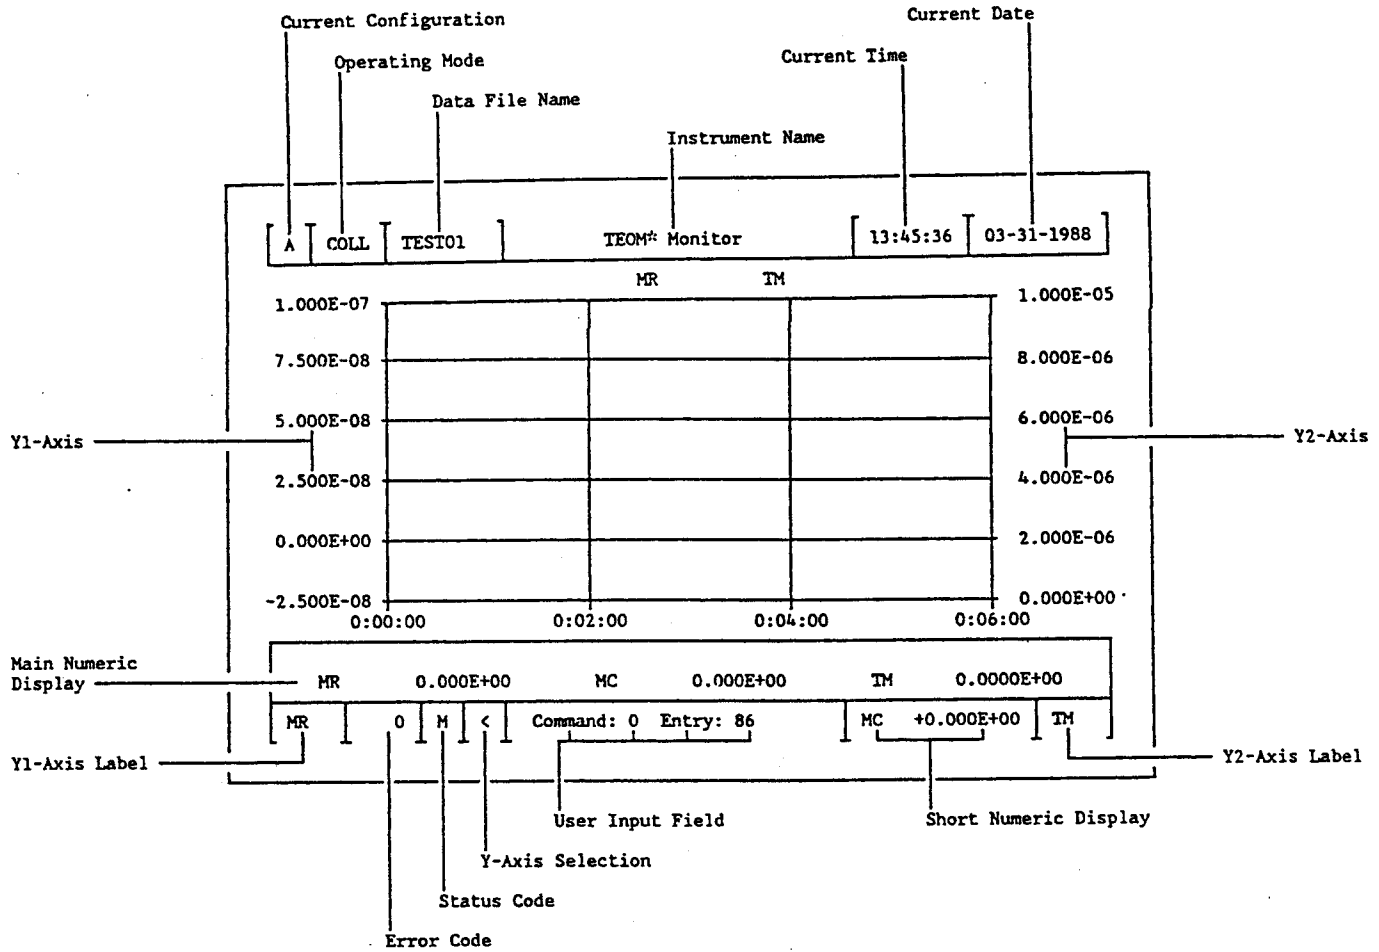 Current Configuration
Current Date
Operating Mode
Current Time
Data File Name
Instrument Name
A COLL TEST01 TEOM* Monitor 13:45:36 03-31-1988
MR TM
1.000E-07 1.000E-05
7.500E-08 8.000E-06
5.000E-08 6.000E-06
Y1-Axis Y2-Axis
2.500E-08 4.000E-06
0.000E+00 2.000E-06
-2.500E-08 0.000E+00
0:00:00 0:02:00 0:04:00 0:06:00
Main Numeric
Display
MR 0.000E+00 MC 0.000E+00 TM 0.0000E+00
MR 0 M < Command: 0 Entry: 86 MC +0.000E+00 TM
Y1-Axis Label Y2-Axis Label
User Input Field Short Numeric Display
Y-Axis Selection
Status Code
Error Code